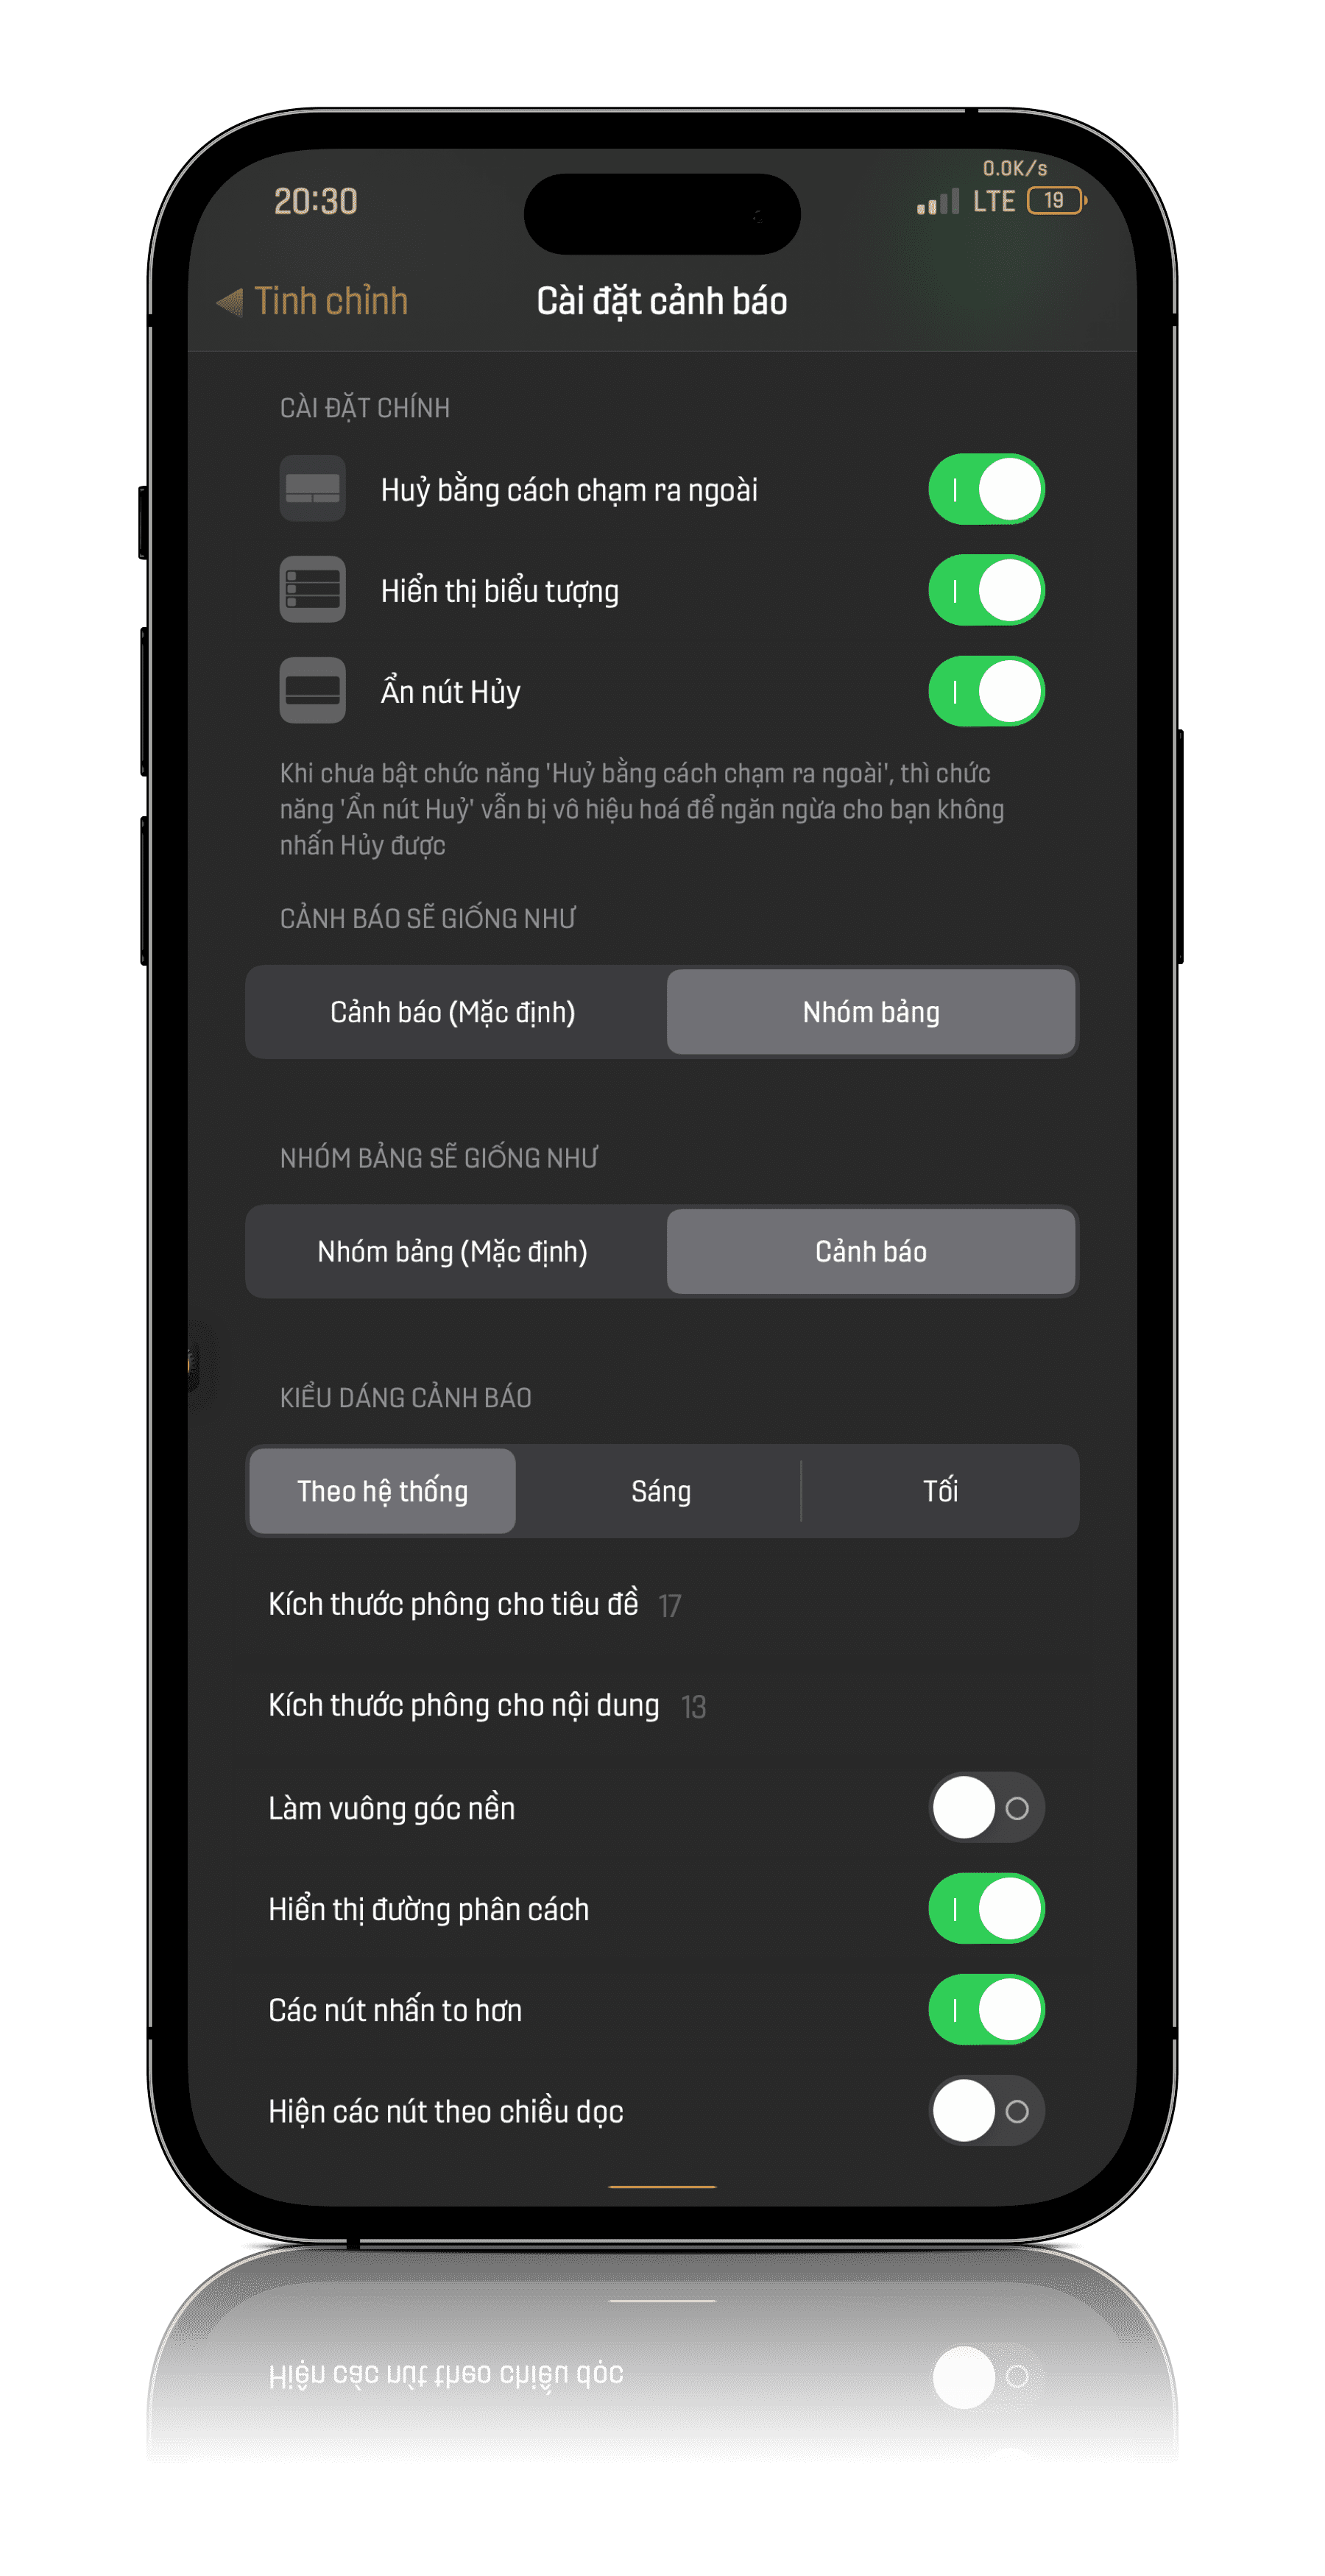 0.0K/s
20:30
LTE 19
Tinh chỉnh
Cài đặt cảnh báo
CÀI ĐẶT CHÍNH
Huỷ bằng cách chạm ra ngoài
Hiển thị biểu tượng
Ẩn nút Hủy
Khi chưa bật chức năng 'Huỷ bằng cách chạm ra ngoài', thì chức
năng 'Ẩn nút Huỷ' vẫn bị vô hiệu hoá để ngăn ngừa cho bạn không
nhấn Hủy được
CẢNH BÁO SẼ GIỐNG NHƯ
Cảnh báo (Mặc định)
Nhóm bảng
NHÓM BẢNG SẼ GIỐNG NHƯ
Nhóm bảng (Mặc định)
Cảnh báo
KIỂU DÁNG CẢNH BÁO
Theo hệ thống
Sáng
Tối
Kích thước phông cho tiêu đề 17
Kích thước phông cho nội dung 13
Làm vuông góc nền
Hiển thị đường phân cách
Các nút nhấn to hơn
Hiện các nút theo chiều dọc
Hiện các nút theo chiều dọc